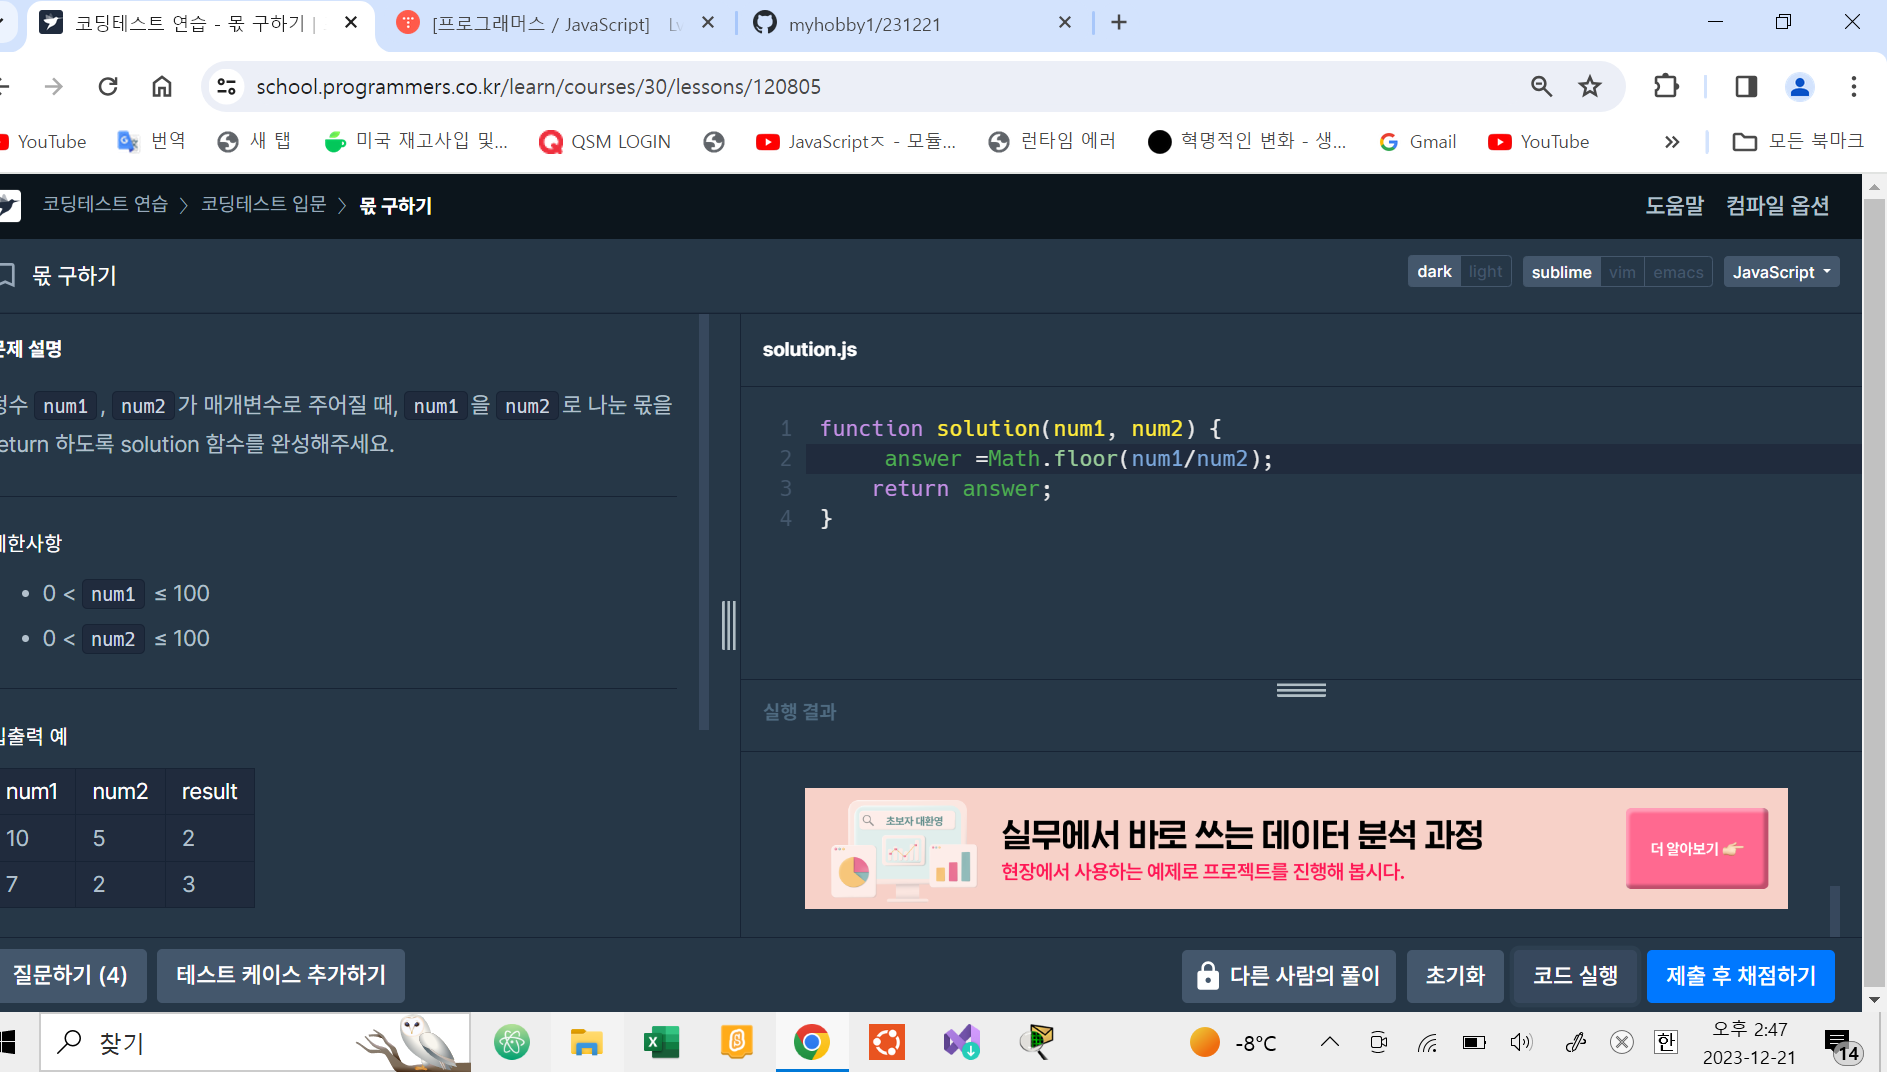 코딩테스트 연습 - 몫 구하기 |
[프로그래머스 / JavaScript] Lv
myhobby1/231221
school.programmers.co.kr/learn/courses/30/lessons/120805
YouTube 번역 새 탭 미국 재고사입 및... QSM LOGIN JavaScriptㅈ - 모듈... 런타임 에러 혁명적인 변화 - 생... Gmail YouTube » 모든 북마크
코딩테스트 연습 > 코딩테스트 입문 > 몫 구하기
도움말 컴파일 옵션
몫 구하기
dark light sublime vim emacs JavaScript
문제 설명
정수 num1, num2가 매개변수로 주어질 때, num1을 num2로 나눈 몫을
return 하도록 solution 함수를 완성해주세요.
제한사항
• 0 < num1 ≤ 100
• 0 < num2 ≤ 100
입출력 예
num1 num2 result
10 5 2
7 2 3
solution.js
1 function solution(num1, num2) {
2 answer =Math.floor(num1/num2);
3 return answer;
4 }
실행 결과
초보자 대환영
실무에서 바로 쓰는 데이터 분석 과정
현장에서 사용하는 예제로 프로젝트를 진행해 봅시다.
더 알아보기
질문하기 (4) 테스트 케이스 추가하기 다른 사람의 풀이 초기화 코드 실행 제출 후 채점하기
찾기
-8°C
한
오후 2:47
2023-12-21
14